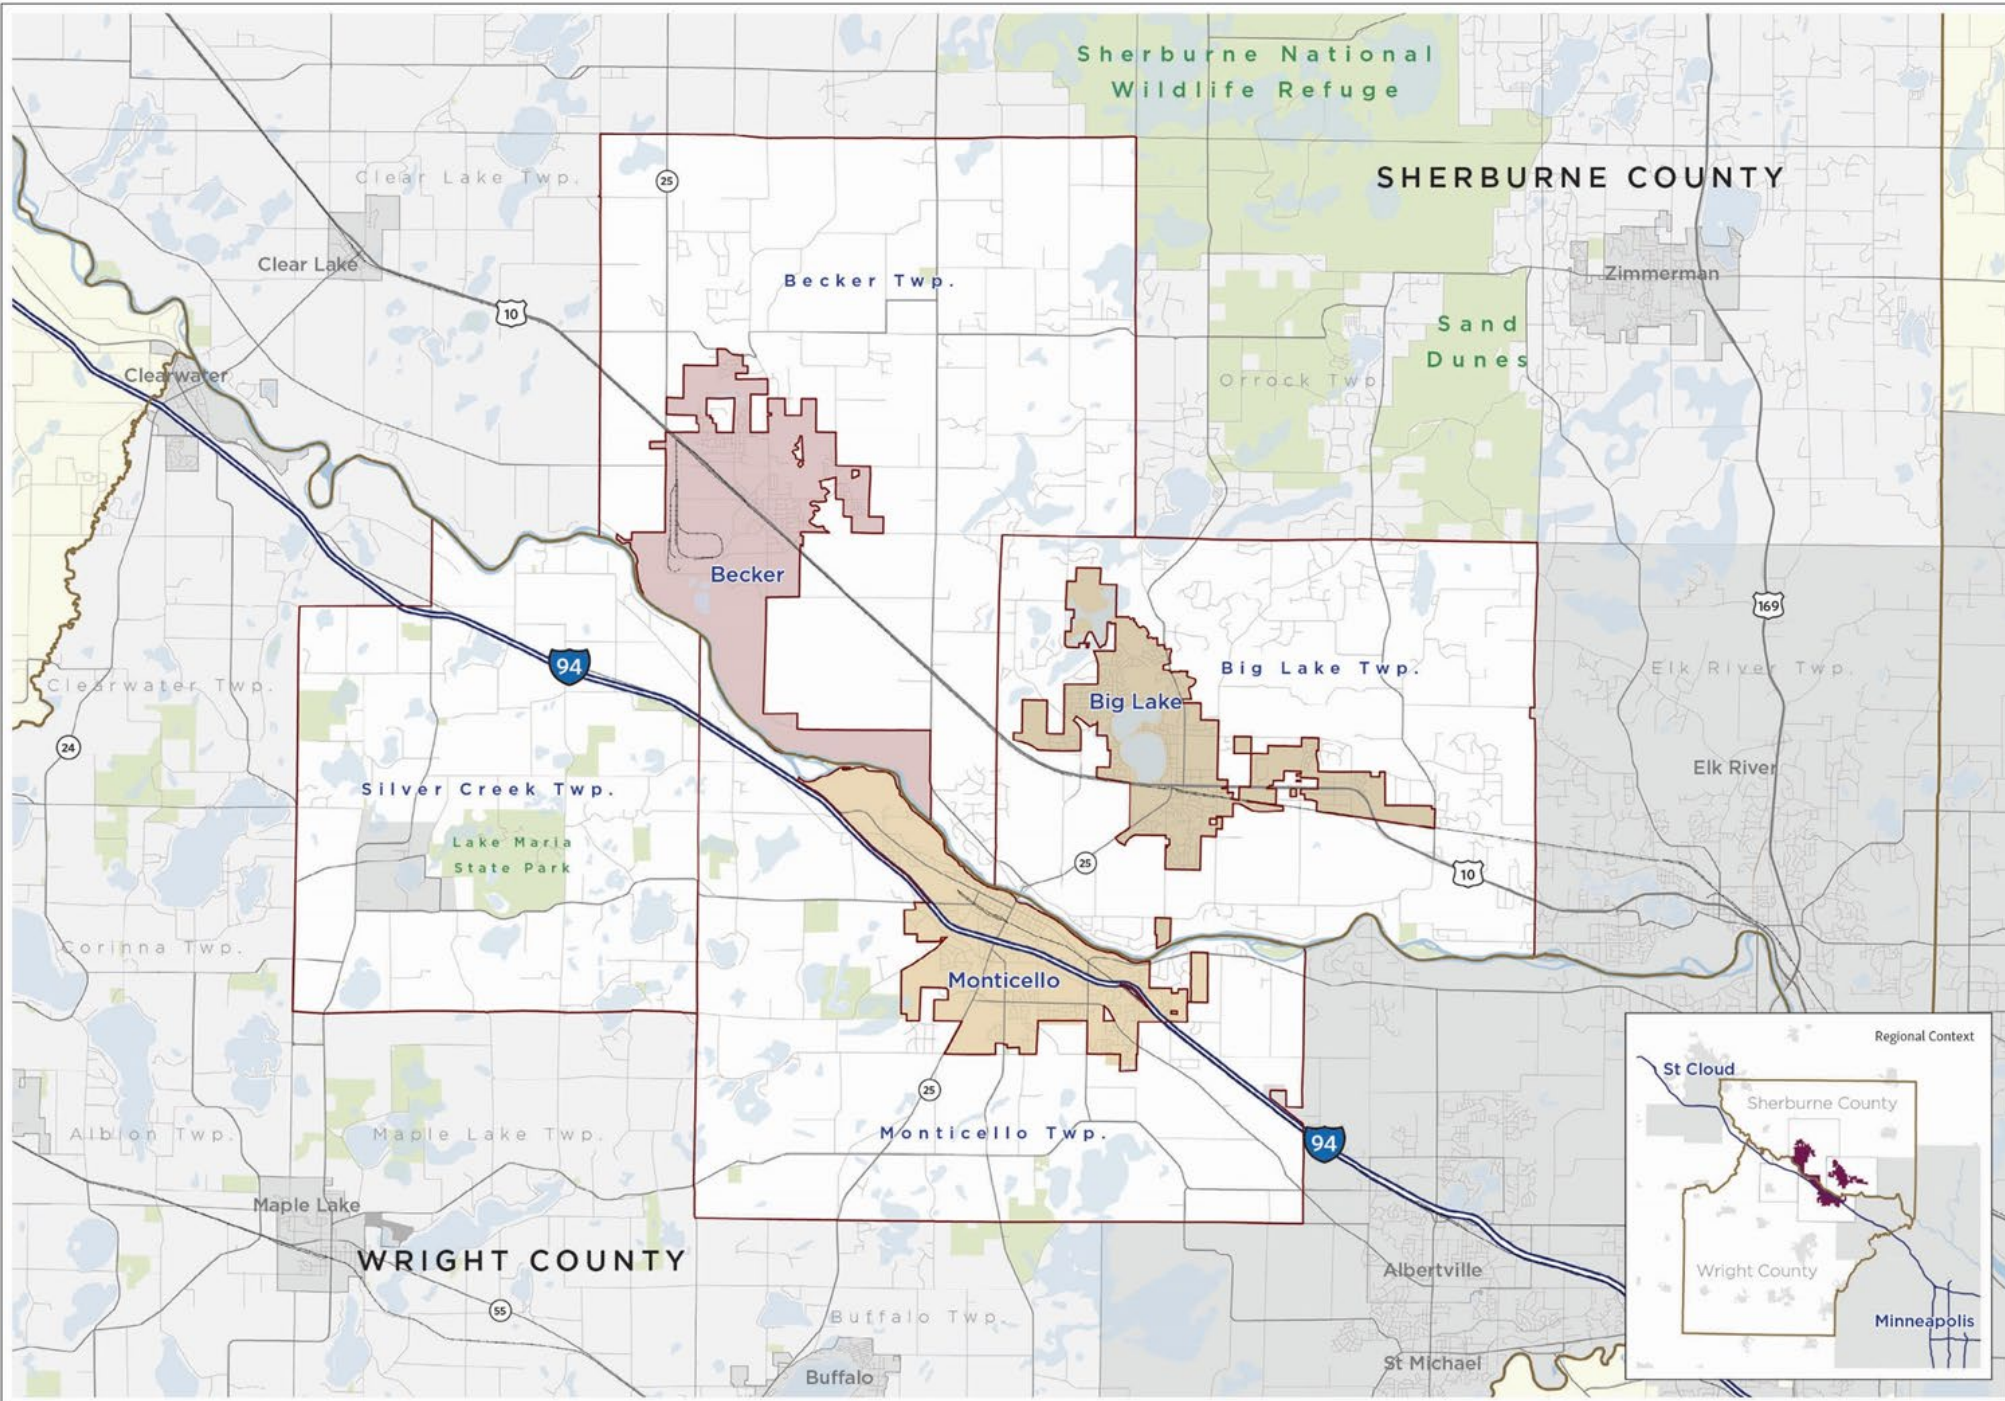 Sherburne National
Wildlife Refuge
SHERBURNE COUNTY
Clear Lake Twp.
25
Clear Lake
Zimmerman
Becker Twp.
10
Sand
Dunes
Clearwater
Orrock Twp.
Becker
169
94
Clearwater Twp.
Big Lake Twp.
Elk River Twp.
Big Lake
24
Elk River
Silver Creek Twp.
Lake Maria
State Park
25
10
Corinna Twp.
Monticello
25
Albion Twp.
Maple Lake Twp.
Monticello Twp.
94
Maple Lake
WRIGHT COUNTY
55
Albertville
Buffalo Twp.
St Michael
Buffalo
Regional Context
St Cloud
Sherburne County
Wright County
Minneapolis